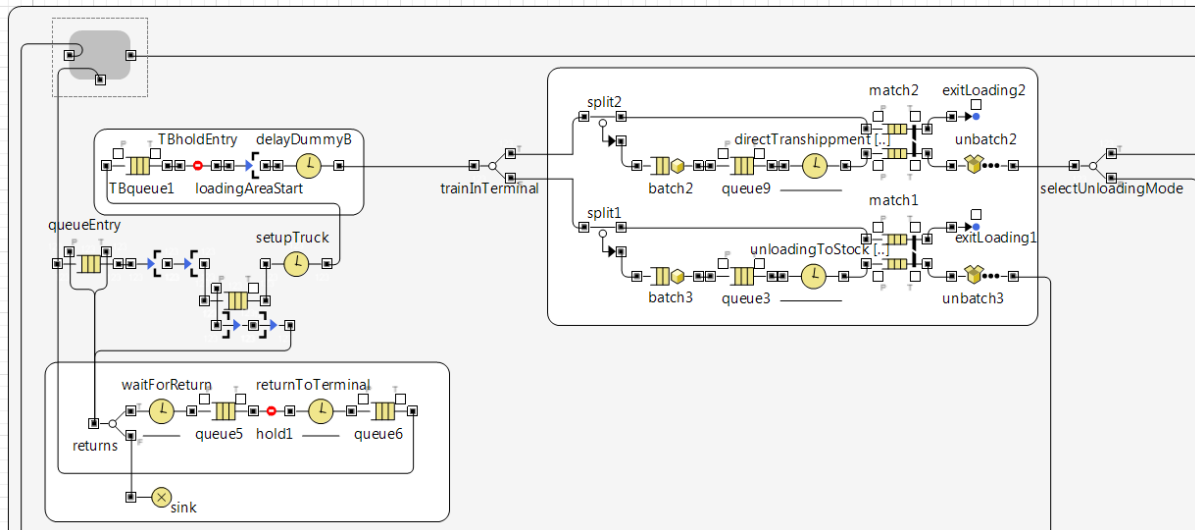 split2
match2
exitLoading2
TBholdEntry
delayDummyB
directTranshippment [..]
unbatch2
TBqueue1
loadingAreaStart
trainInTerminal
batch2
queue9
selectUnloadingMode
match1
split1
queueEntry
setupTruck
unloadingToStock [..]
exitLoading1
batch3
queue3
unbatch3
waitForReturn
returnToTerminal
returns
queue5
hold1
queue6
sink